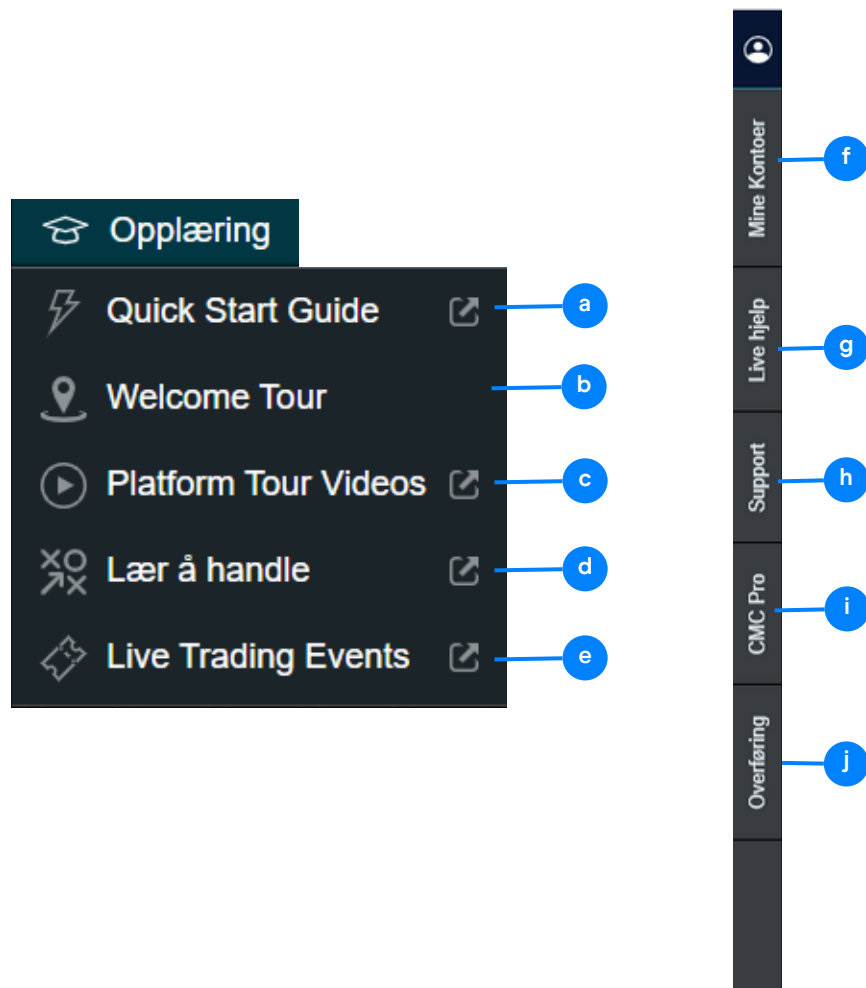 Opplæring
Quick Start Guide
a
Welcome Tour
b
Platform Tour Videos
c
Lær å handle
d
Live Trading Events
e
Mine Kontoer
f
Live hjelp
g
Support
h
CMC Pro
i
Overføring
j